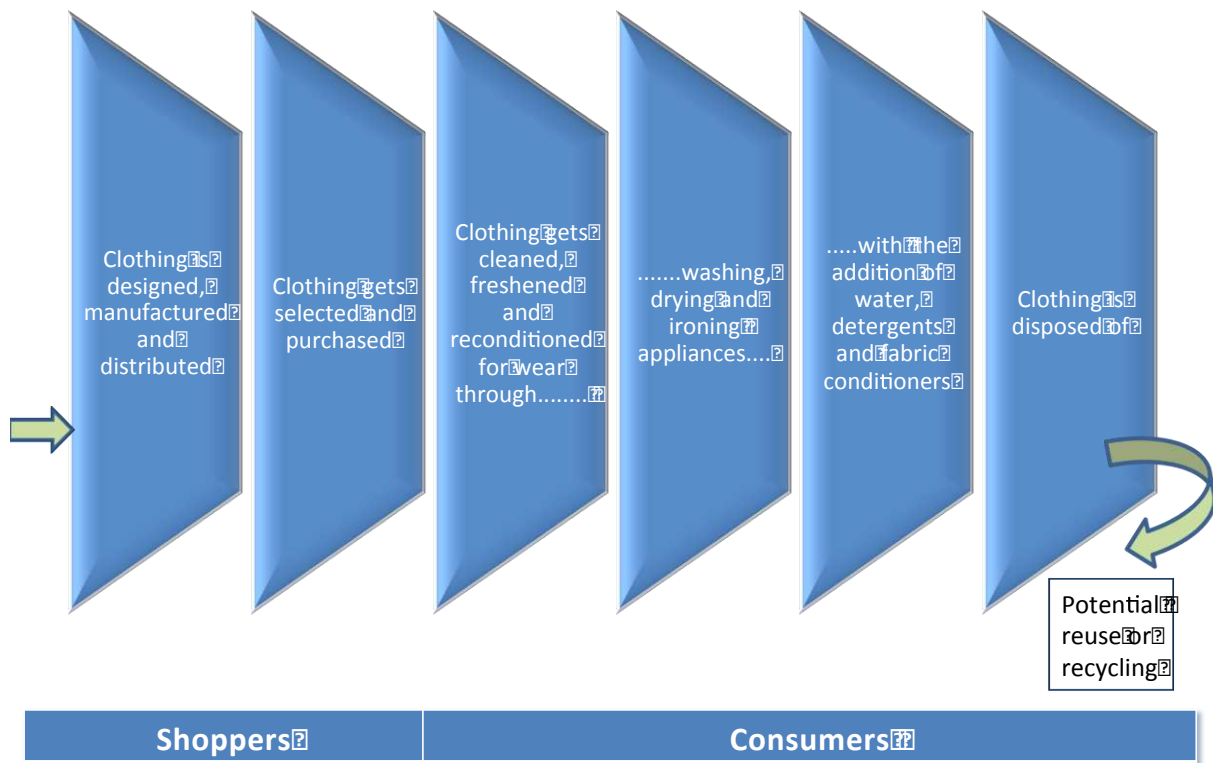 Clothing is
designed,
manufactured
and
distributed
Clothing gets
selected and
purchased
Clothing gets
cleaned,
freshened
and
reconditioned
for wear
through........
.......washing,
drying and
ironing
appliances....
.....with the
addition of
water,
detergents
and fabric
conditioners
Clothing is
disposed of
Potential
reuse or
recycling
Shoppers
Consumers